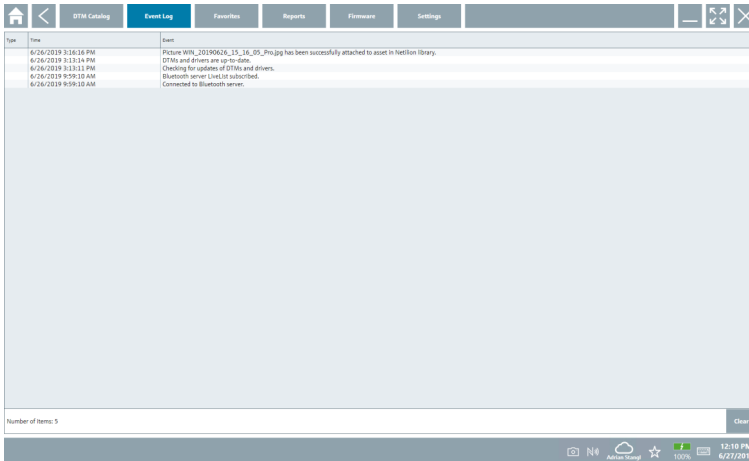 DTM Catalog Event Log Favorites Reports Firmware Settings
Type Time Event
6/26/2019 3:16:16 PM Picture WIN_20190626_15_16_05_Pro.jpg has been successfully attached to asset in Netilion library.
6/26/2019 3:13:14 PM DTMs and drivers are up-to-date.
6/26/2019 3:13:11 PM Checking for updates of DTMs and drivers.
6/26/2019 9:59:10 AM Bluetooth server LiveList subscribed.
6/26/2019 9:59:10 AM Connected to Bluetooth server.
Number of items: 5 Clear
Adrian Stangl 100% 12:10 PM
6/27/201